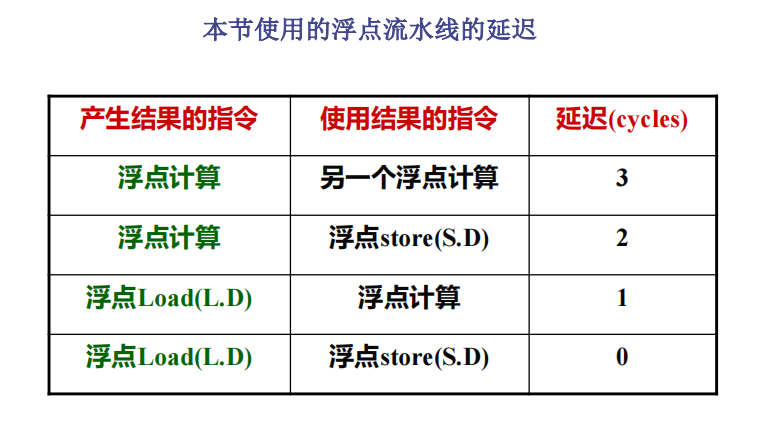 本节使用的浮点流水线的延迟
产生结果的指令 使用结果的指令 延迟(cycles)
浮点计算 另一个浮点计算 3
浮点计算 浮点store(S.D) 2
浮点Load(L.D) 浮点计算 1
浮点Load(L.D) 浮点store(S.D) 0